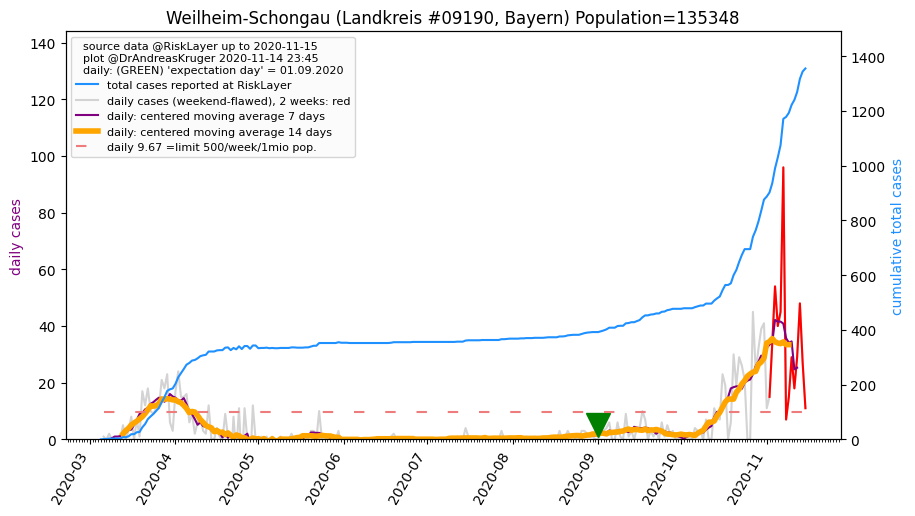 Weilheim-Schongau (Landkreis #09190, Bayern) Population=135348
source data @RiskLayer up to 2020-11-15
plot @DrAndreasKruger 2020-11-14 23:45
daily: (GREEN) 'expectation day' = 01.09.2020
total cases reported at RiskLayer
daily cases (weekend-flawed), 2 weeks: red
daily: centered moving average 7 days
daily: centered moving average 14 days
daily 9.67 =limit 500/week/1mio pop.
daily cases
140
120
100
80
60
40
20
0
1400
1200
1000
800
600
400
200
0
cumulative total cases
2020-03
2020-04
2020-05
2020-06
2020-07
2020-08
2020-09
2020-10
2020-11